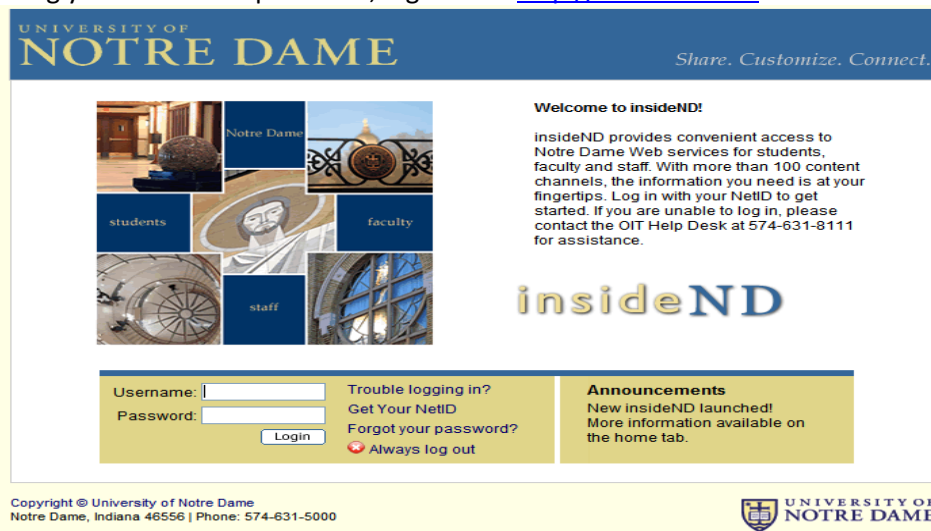 UNIVERSITY OF
NOTRE DAME
Share. Customize. Connect.
Notre Dame
students
faculty
staff
Welcome to insideND!
insideND provides convenient access to
Notre Dame Web services for students,
faculty and staff. With more than 100 content
channels, the information you need is at your
fingertips. Log in with your NetID to get
started. If you are unable to log in, please
contact the OIT Help Desk at 574-631-8111
for assistance.
insideND
Username:
Password:
Login
Trouble logging in?
Get Your NetID
Forgot your password?
Always log out
Announcements
New insideND launched!
More information available on
the home tab.
Copyright © University of Notre Dame
Notre Dame, Indiana 46556 | Phone: 574-631-5000
UNIVERSITY OF
NOTRE DAME